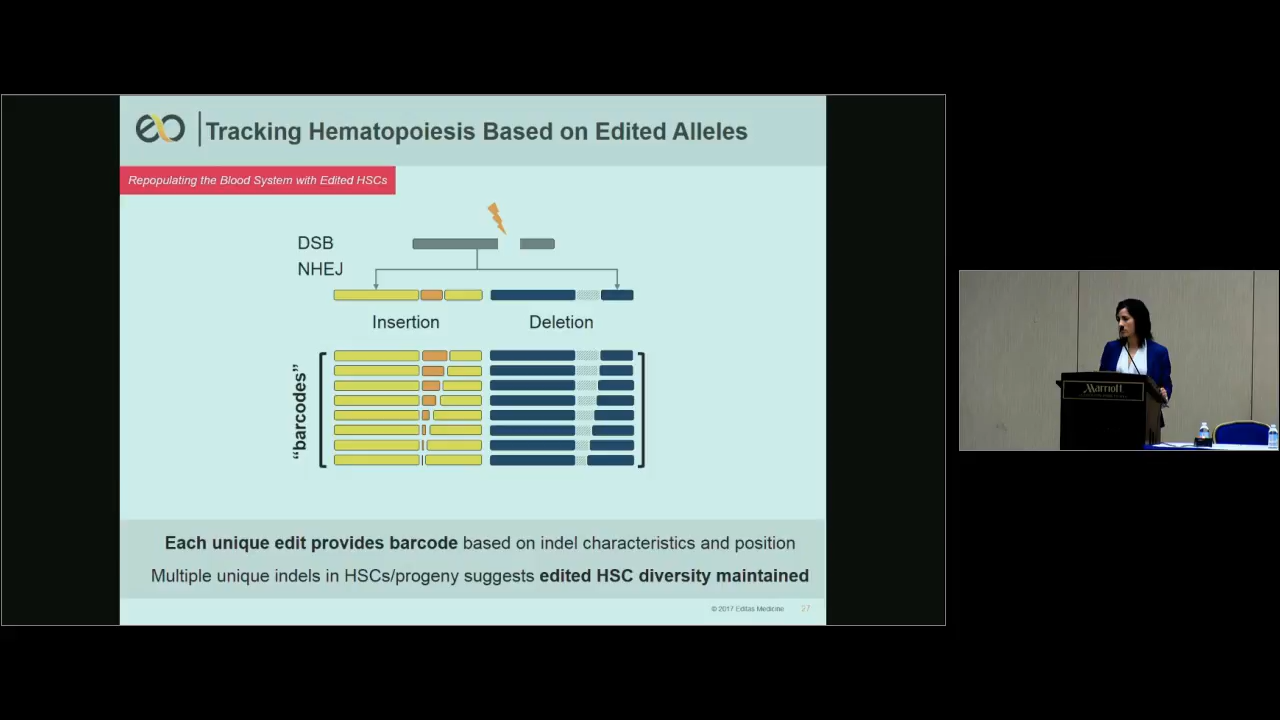 Tracking Hematopoiesis Based on Edited Alleles
Repopulating the Blood System with Edited HSCs
DSB
NHEJ
Insertion
Deletion
“barcodes”
Each unique edit provides barcode based on indel characteristics and position
Multiple unique indels in HSCs/progeny suggests edited HSC diversity maintained
© 2017 Editas Medicine
27
Marriott